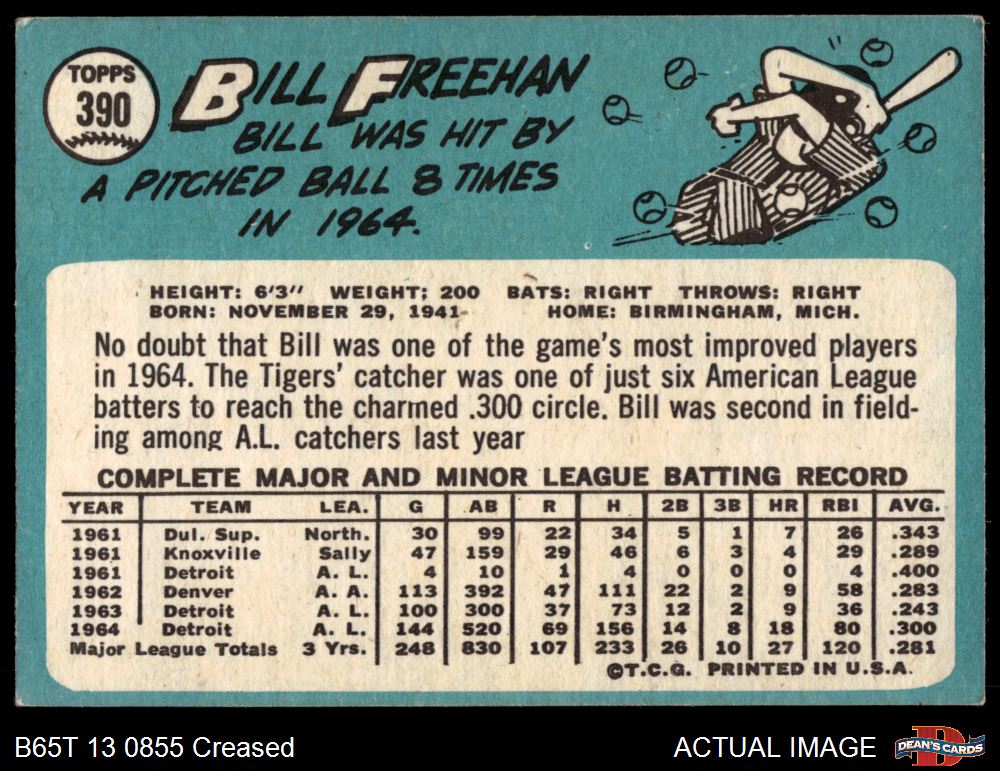 TOPPS
390
BILL FREEHAN
BILL WAS HIT BY
A PITCHED BALL 8 TIMES
IN 1964.
HEIGHT: 6'3" WEIGHT: 200 BATS: RIGHT THROWS: RIGHT
BORN: NOVEMBER 29, 1941 HOME: BIRMINGHAM, MICH.
No doubt that Bill was one of the game's most improved players
in 1964. The Tigers' catcher was one of just six American League
batters to reach the charmed .300 circle. Bill was second in field-
ing among A.L. catchers last year
COMPLETE MAJOR AND MINOR LEAGUE BATTING RECORD
YEAR TEAM LEA. G AB R H 2B 3B HR RBI AVG.
1961 Dul. Sup. North. 30 99 22 34 5 1 7 26 .343
1961 Knoxville Sally 47 159 29 46 6 3 4 29 .289
1961 Detroit A. L. 4 10 1 4 0 0 0 4 .400
1962 Denver A. A. 113 392 47 111 22 2 9 58 .283
1963 Detroit A. L. 100 300 37 73 12 2 9 36 .243
1964 Detroit A. L. 144 520 69 156 14 8 18 80 .300
Major League Totals 3 Yrs. 248 830 107 233 26 10 27 120 .281
©T.C.G. PRINTED IN U.S.A.
B65T 13 0855 Creased
ACTUAL IMAGE
D
DEAN'S CARDS